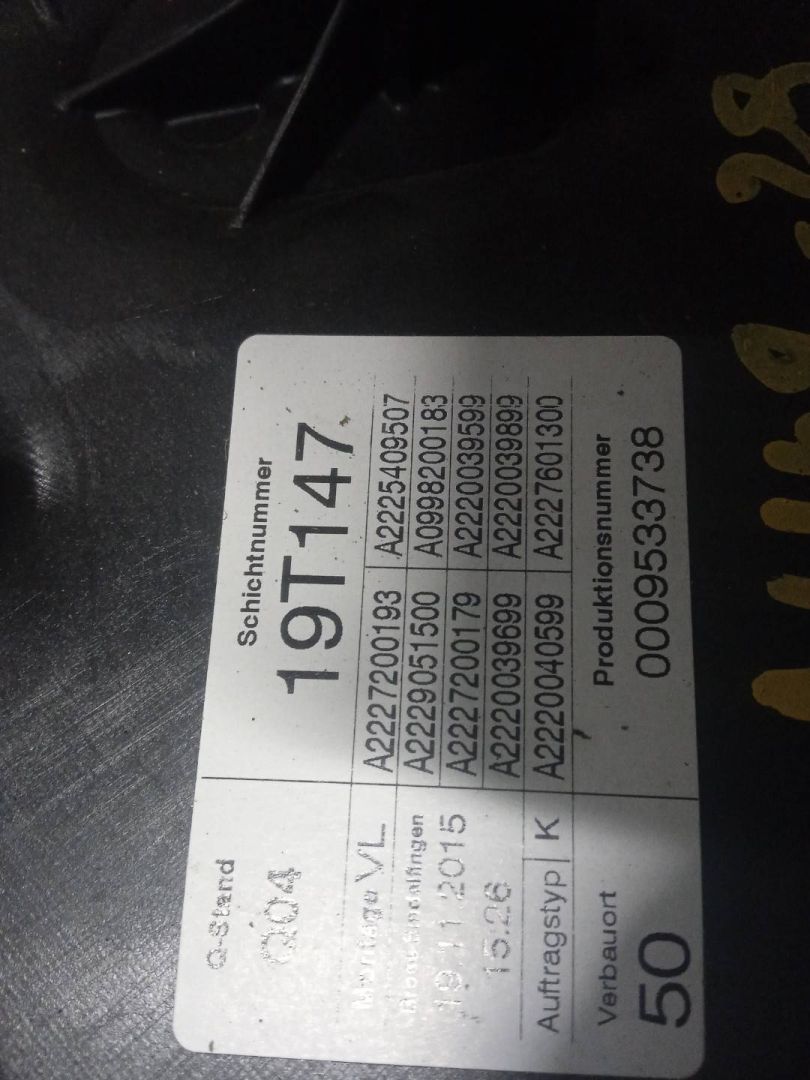 Q-Stand
Q04
Schichtnummer
19T147
Montage VL
A2227200193 A2225409507
A2229051500 A0998200183
19.11.2015
A2227200179 A2220039599
15:26
A2220039699 A2220039899
Auftragstyp K
A2220040599 A2227601300
Verbauort
50
Produktionsnummer
0009533738